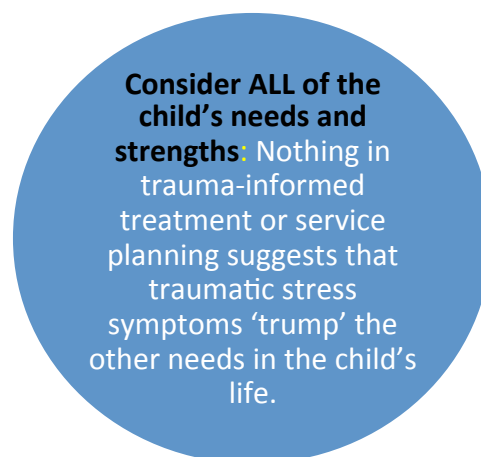 Consider ALL of the
child’s needs and
strengths: Nothing in
trauma-informed
treatment or service
planning suggests that
traumatic stress
symptoms ‘trump’ the
other needs in the child’s
life.